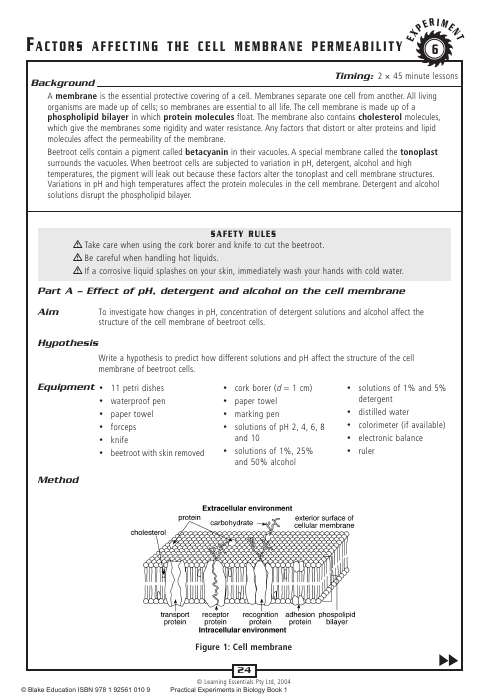 EXPERIMENT
6
FACTORS AFFECTING THE CELL MEMBRANE PERMEABILITY
Timing: 2 × 45 minute lessons
Background
A membrane is the essential protective covering of a cell. Membranes separate one cell from another. All living
organisms are made up of cells; so membranes are essential to all life. The cell membrane is made up of a
phospholipid bilayer in which protein molecules float. The membrane also contains cholesterol molecules,
which give the membranes some rigidity and water resistance. Any factors that distort or alter proteins and lipid
molecules affect the permeability of the membrane.
Beetroot cells contain a pigment called betacyanin in their vacuoles. A special membrane called the tonoplast
surrounds the vacuoles. When beetroot cells are subjected to variation in pH, detergent, alcohol and high
temperatures, the pigment will leak out because these factors alter the tonoplast and cell membrane structures.
Variations in pH and high temperatures affect the protein molecules in the cell membrane. Detergent and alcohol
solutions disrupt the phospholipid bilayer.
SAFETY RULES
Take care when using the cork borer and knife to cut the beetroot.
Be careful when handling hot liquids.
If a corrosive liquid splashes on your skin, immediately wash your hands with cold water.
Part A – Effect of pH, detergent and alcohol on the cell membrane
Aim
To investigate how changes in pH, concentration of detergent solutions and alcohol affect the
structure of the cell membrane of beetroot cells.
Hypothesis
Write a hypothesis to predict how different solutions and pH affect the structure of the cell
membrane of beetroot cells.
Equipment
• 11 petri dishes
• waterproof pen
• paper towel
• forceps
• knife
• beetroot with skin removed
• cork borer (d = 1 cm)
• paper towel
• marking pen
• solutions of pH 2, 4, 6, 8
and 10
• solutions of 1%, 25%
and 50% alcohol
• solutions of 1% and 5%
detergent
• distilled water
• colorimeter (if available)
• electronic balance
• ruler
Method
Extracellular environment
protein
carbohydrate
exterior surface of
cellular membrane
cholesterol
transport
protein
receptor
protein
recognition
protein
adhesion
protein
phospolipid
bilayer
Intracellular environment
Figure 1: Cell membrane
24
© Learning Essentials Pty Ltd, 2004
© Blake Education ISBN 978 1 92561 010 9 Practical Experiments in Biology Book 1